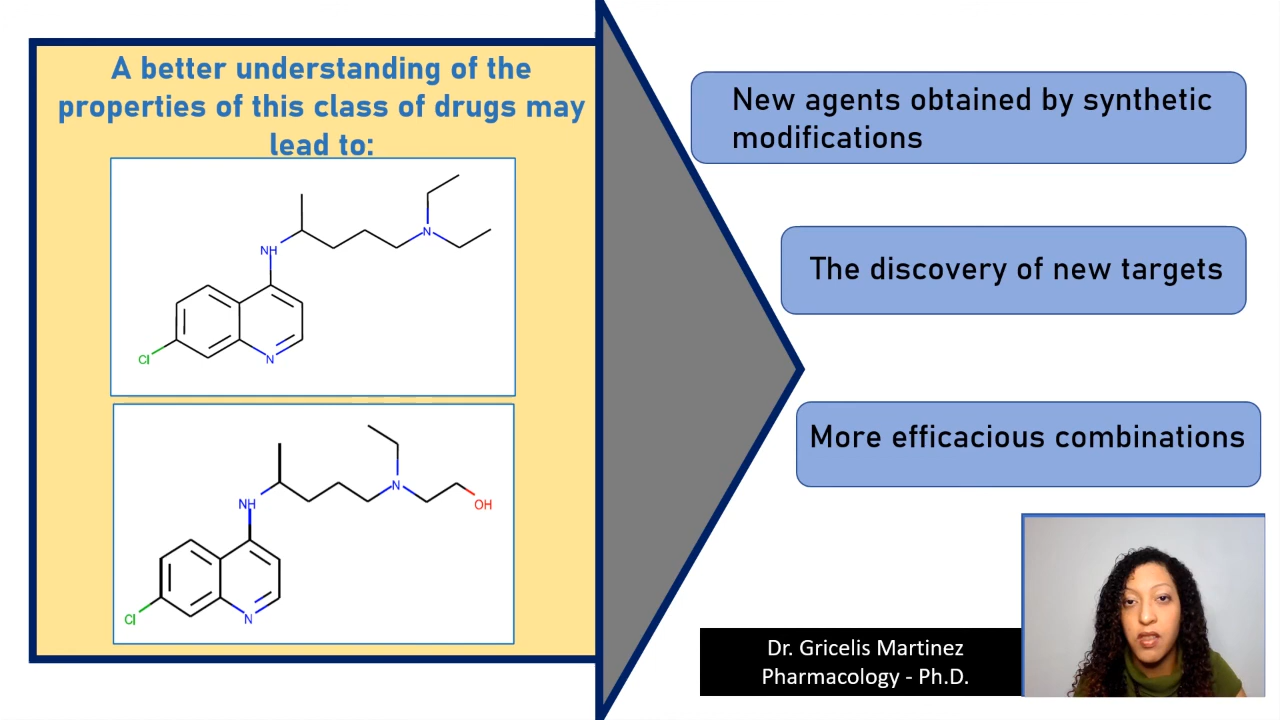 A better understanding of the
properties of this class of drugs may
lead to:
NH
N
Cl
N
NH
N
OH
Cl
N
New agents obtained by synthetic
modifications
The discovery of new targets
More efficacious combinations
Dr. Gricelis Martinez
Pharmacology - Ph.D.